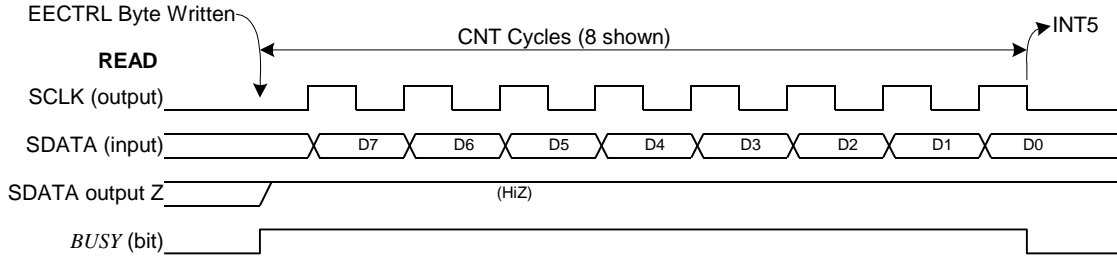 EECTRL Byte Written
CNT Cycles (8 shown)
INT5
READ
SCLK (output)
SDATA (input)
D7 D6 D5 D4 D3 D2 D1 D0
SDATA output Z
(HiZ)
BUSY (bit)